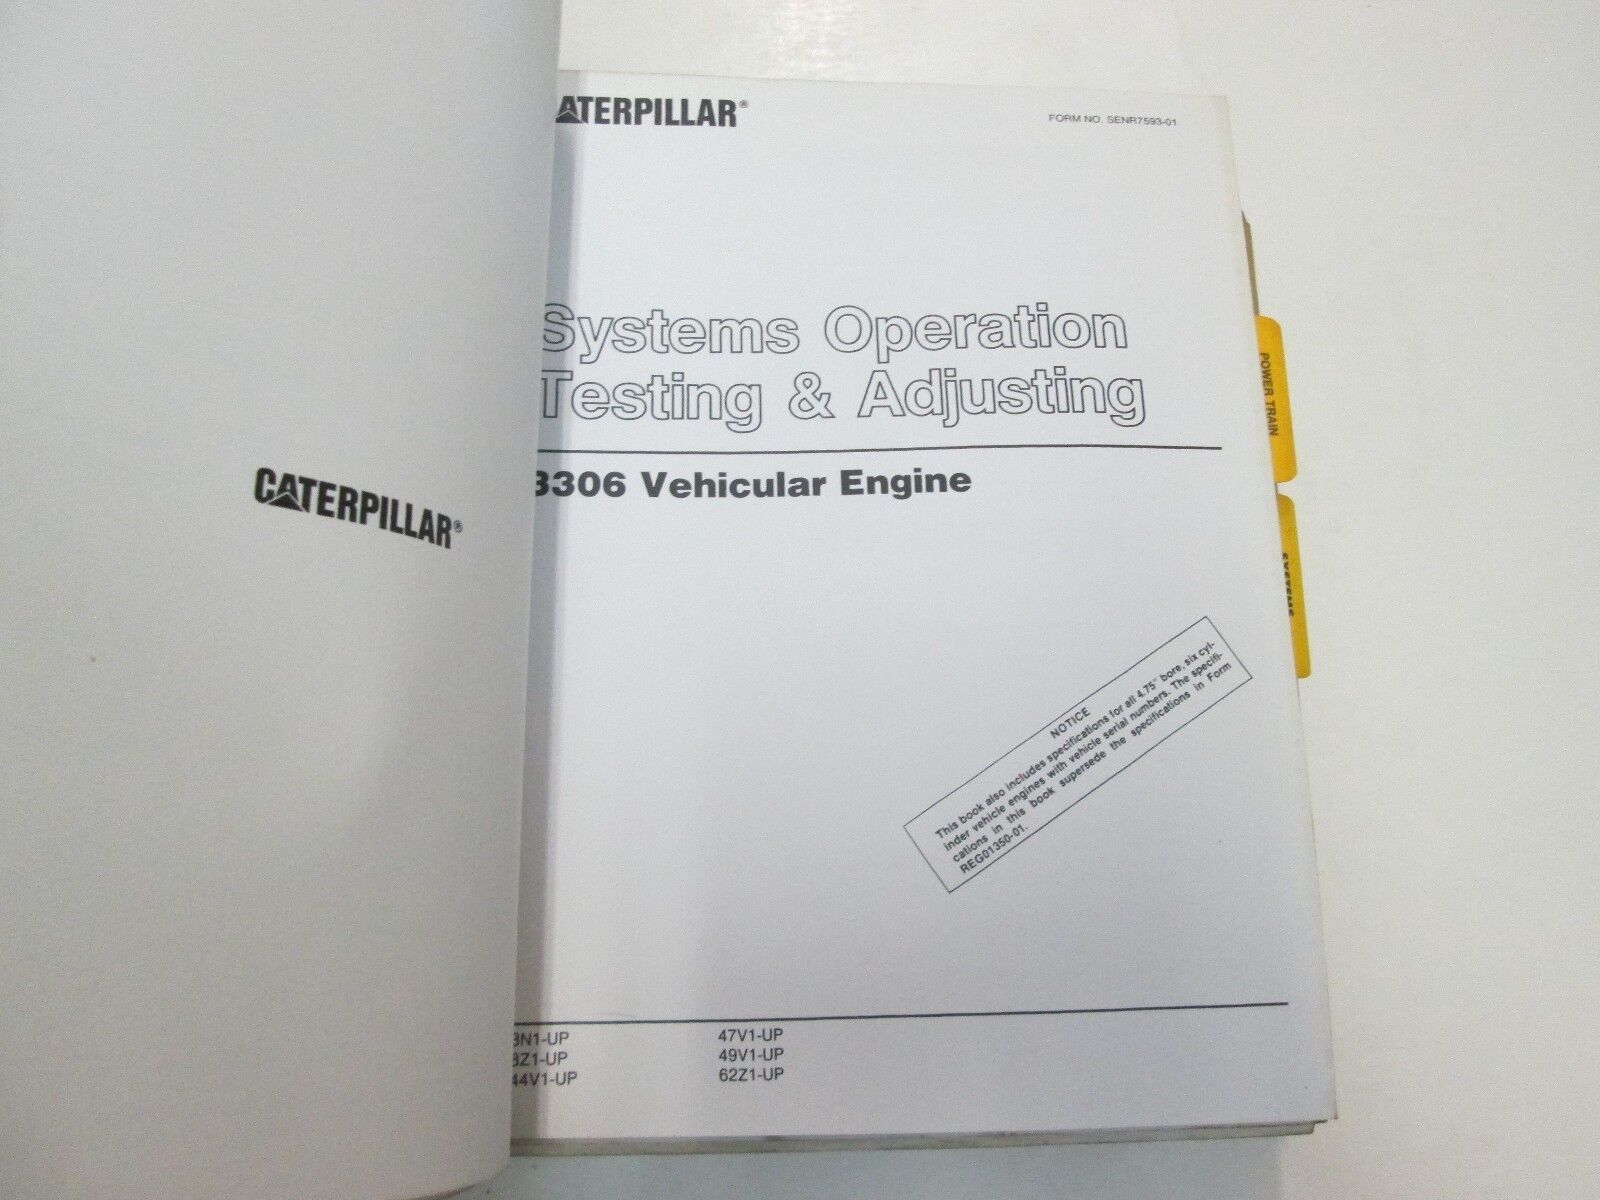 CATERPILLAR®
ATERPILLAR®
FORM NO. SENR7593-01
Systems Operation
Testing & Adjusting
3306 Vehicular Engine
NOTICE
This book also includes specifications for all 4.75" bore, six cyl-
inder vehicle engines with vehicle serial numbers. The specifi-
cations in this book supersede the specifications in Form
REG01350-01.
3N1-UP
3Z1-UP
44V1-UP
47V1-UP
49V1-UP
62Z1-UP
POWER TRAIN
SYSTEMS